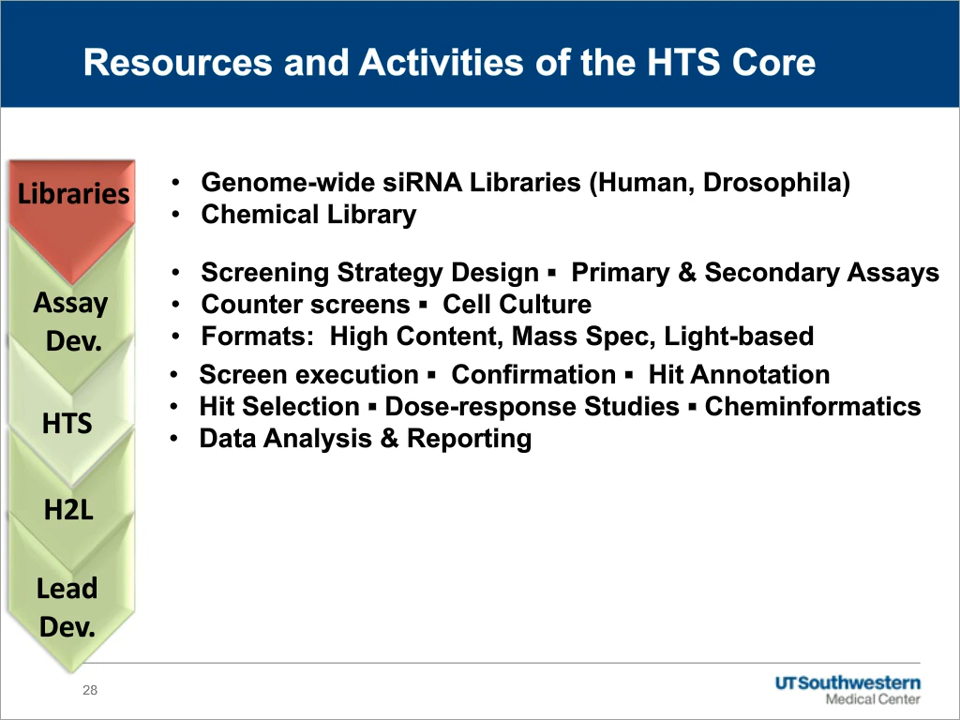 Resources and Activities of the HTS Core
Libraries
• Genome-wide siRNA Libraries (Human, Drosophila)
• Chemical Library
Assay
Dev.
• Screening Strategy Design ▪ Primary & Secondary Assays
• Counter screens ▪ Cell Culture
• Formats: High Content, Mass Spec, Light-based
HTS
• Screen execution ▪ Confirmation ▪ Hit Annotation
• Hit Selection ▪ Dose-response Studies ▪ Cheminformatics
• Data Analysis & Reporting
H2L
Lead
Dev.
28
UT Southwestern
Medical Center